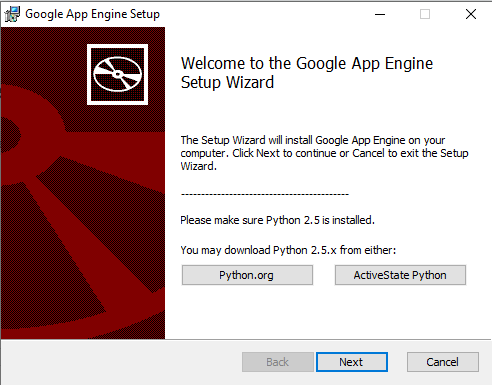 Google App Engine Setup
Welcome to the Google App Engine
Setup Wizard
The Setup Wizard will install Google App Engine on your
computer. Click Next to continue or Cancel to exit the Setup
Wizard.
------------------------------------------
Please make sure Python 2.5 is installed.
You may download Python 2.5.x from either:
Python.org
ActiveState Python
Back
Next
Cancel